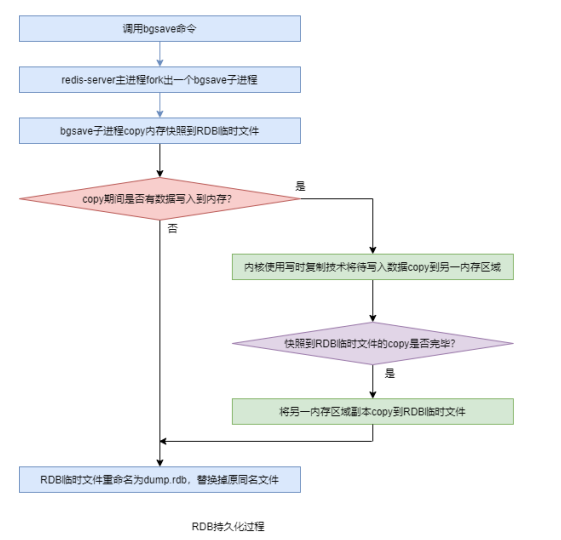 调用bgsave命令
redis-server主进程fork出一个bgsave子进程
bgsave子进程copy内存快照到RDB临时文件
copy期间是否有数据写入到内存?
是
否
内核使用写时复制技术将待写入数据copy到另一内存区域
快照到RDB临时文件的copy是否完毕?
是
将另一内存区域副本copy到RDB临时文件
RDB临时文件重命名为dump.rdb，替换掉原同名文件
RDB持久化过程